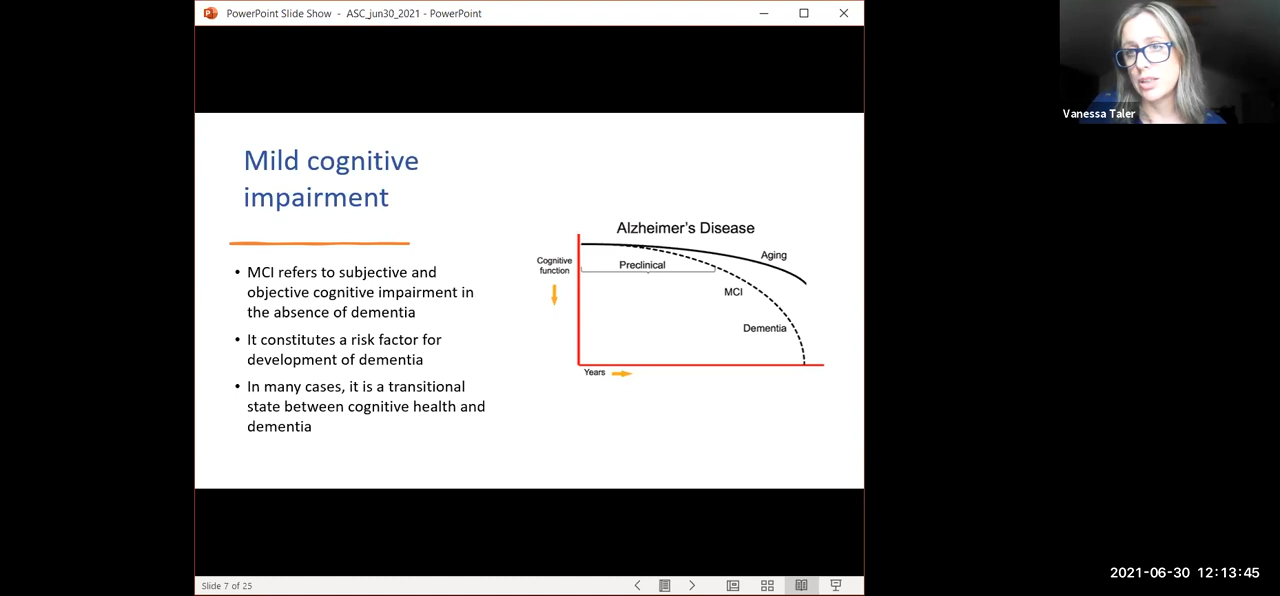 PowerPoint Slide Show - ASC_jun30_2021 - PowerPoint
Vanessa Taler
Mild cognitive
impairment
• MCI refers to subjective and
objective cognitive impairment in
the absence of dementia
• It constitutes a risk factor for
development of dementia
• In many cases, it is a transitional
state between cognitive health and
dementia
Alzheimer's Disease
Cognitive
function
Aging
Preclinical
MCI
Dementia
Years
Slide 7 of 25
2021-06-30 12:13:45